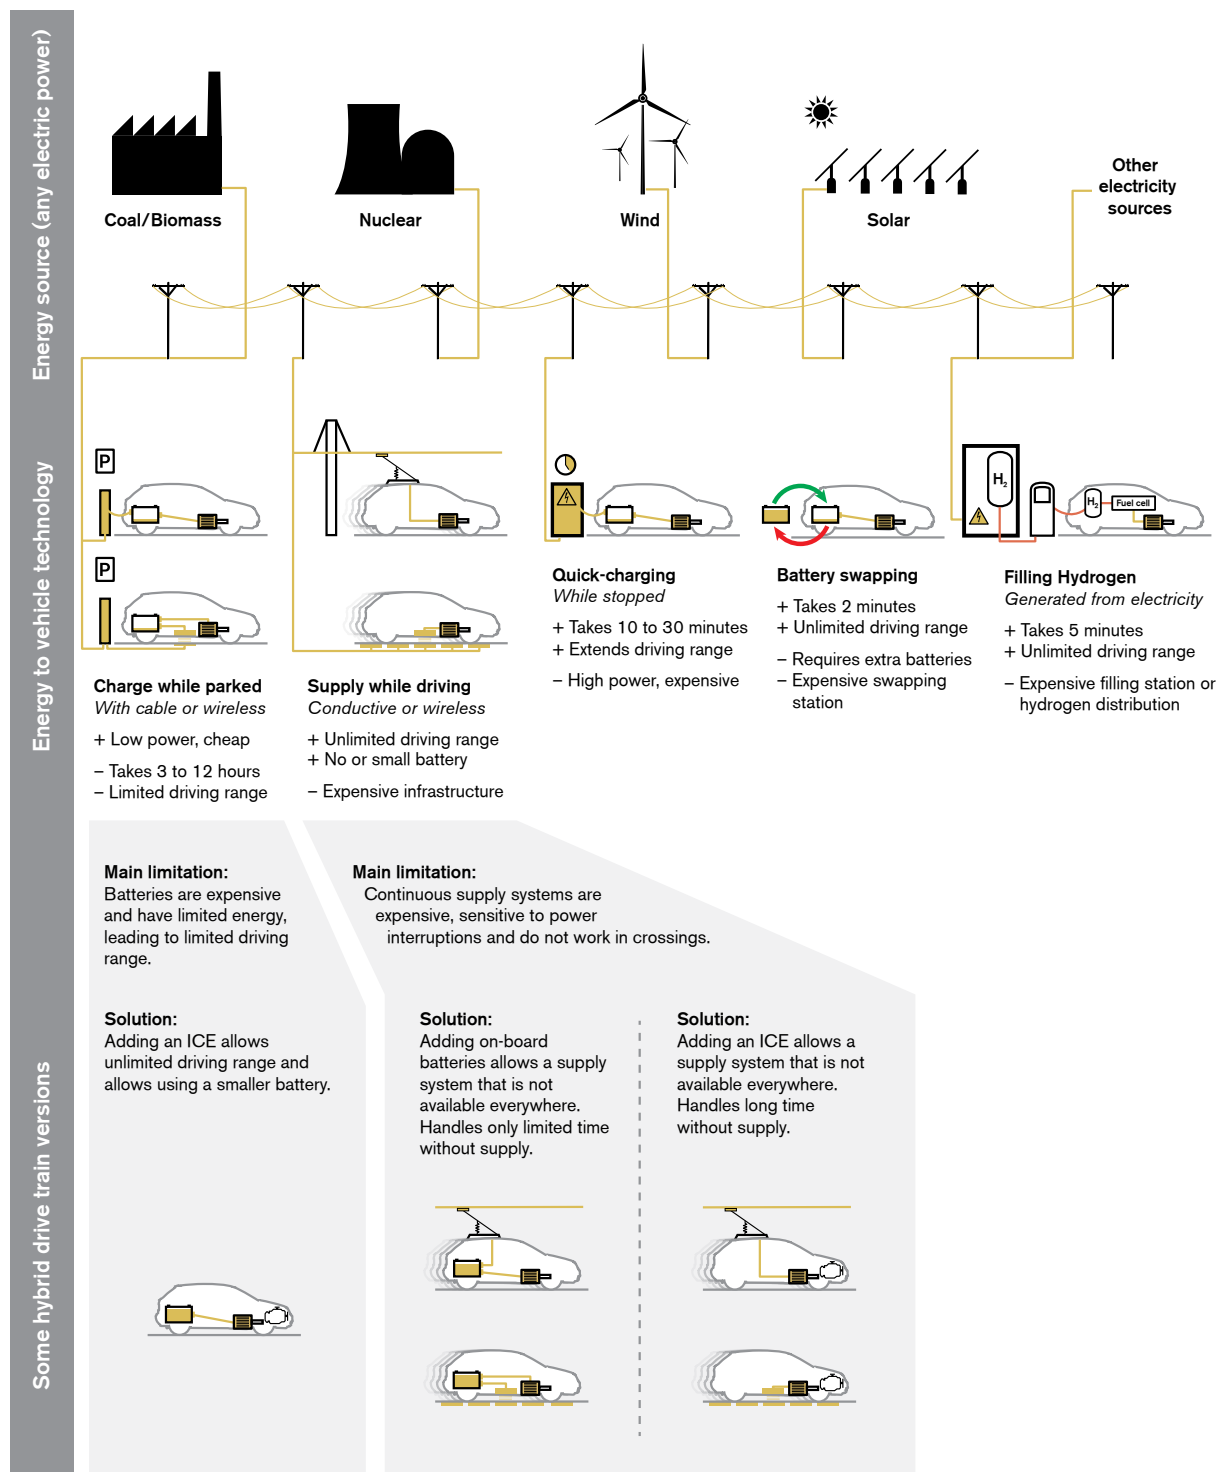 Energy source (any electric power)
Coal/Biomass
Nuclear
Wind
Solar
Other
electricity
sources
Energy to vehicle technology
P
P
H2
H2
Fuel cell
Charge while parked
With cable or wireless
+ Low power, cheap
– Takes 3 to 12 hours
– Limited driving range
Supply while driving
Conductive or wireless
+ Unlimited driving range
+ No or small battery
– Expensive infrastructure
Quick-charging
While stopped
+ Takes 10 to 30 minutes
+ Extends driving range
– High power, expensive
Battery swapping
+ Takes 2 minutes
+ Unlimited driving range
– Requires extra batteries
– Expensive swapping
station
Filling Hydrogen
Generated from electricity
+ Takes 5 minutes
+ Unlimited driving range
– Expensive filling station or
hydrogen distribution
Some hybrid drive train versions
Main limitation:
Batteries are expensive
and have limited energy,
leading to limited driving
range.
Solution:
Adding an ICE allows
unlimited driving range and
allows using a smaller battery.
Main limitation:
Continuous supply systems are
expensive, sensitive to power
interruptions and do not work in crossings.
Solution:
Adding on-board
batteries allows a supply
system that is not
available everywhere.
Handles only limited time
without supply.
Solution:
Adding an ICE allows a
supply system that is not
available everywhere.
Handles long time
without supply.